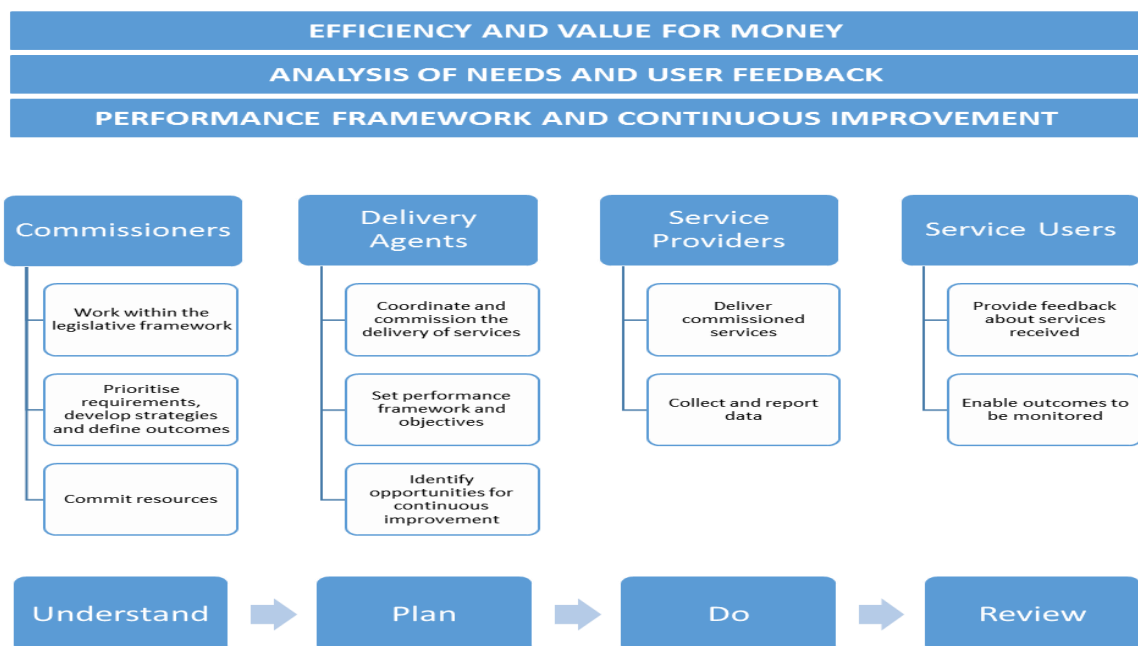 EFFICIENCY AND VALUE FOR MONEY
ANALYSIS OF NEEDS AND USER FEEDBACK
PERFORMANCE FRAMEWORK AND CONTINUOUS IMPROVEMENT
Commissioners
Work within the
legislative framework
Prioritise
requirements,
develop strategies
and define outcomes
Commit resources
Delivery
Agents
Coordinate and
commission the
delivery of services
Set performance
framework and
objectives
Identify
opportunities for
continuous
improvement
Service
Providers
Deliver
commissioned
services
Collect and report
data
Service Users
Provide feedback
about services
received
Enable outcomes to
be monitored
Understand
Plan
Do
Review